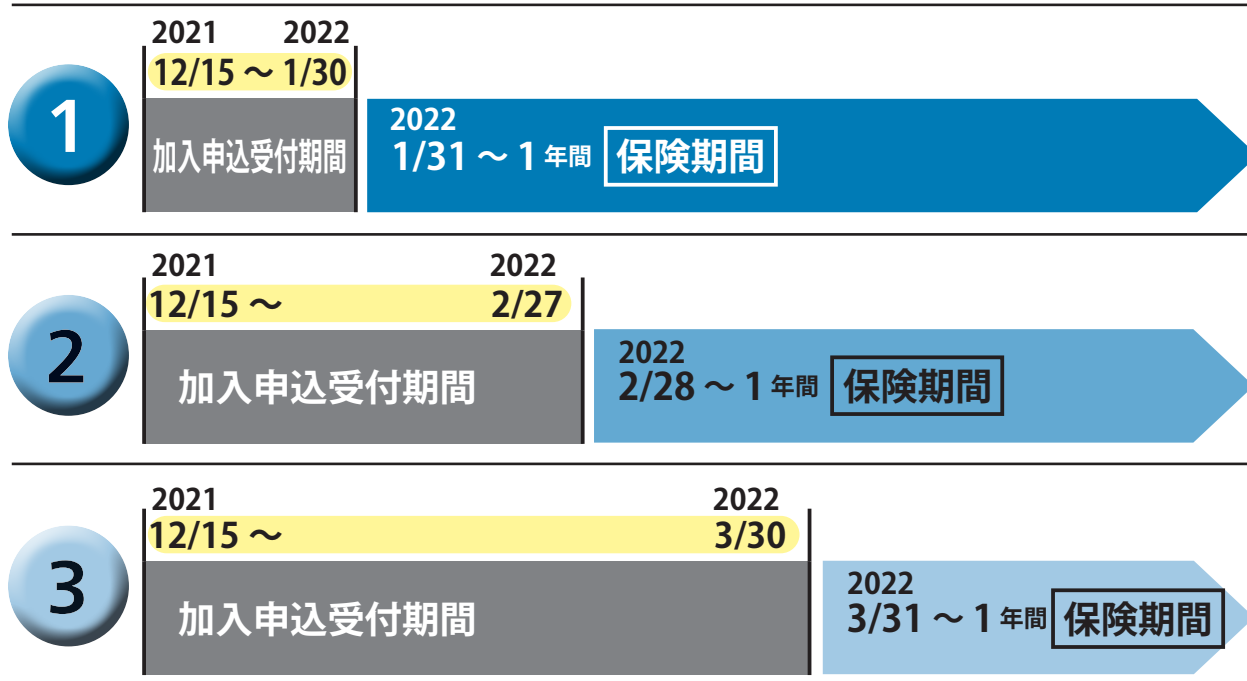 2021 2022
12/15 ～ 1/30
1
加入申込受付期間
2022
1/31 ～ 1 年間 保険期間
2021 2022
12/15 ～ 2/27
2
加入申込受付期間
2022
2/28 ～ 1 年間 保険期間
2021 2022
12/15 ～ 3/30
3
加入申込受付期間
2022
3/31 ～ 1 年間 保険期間